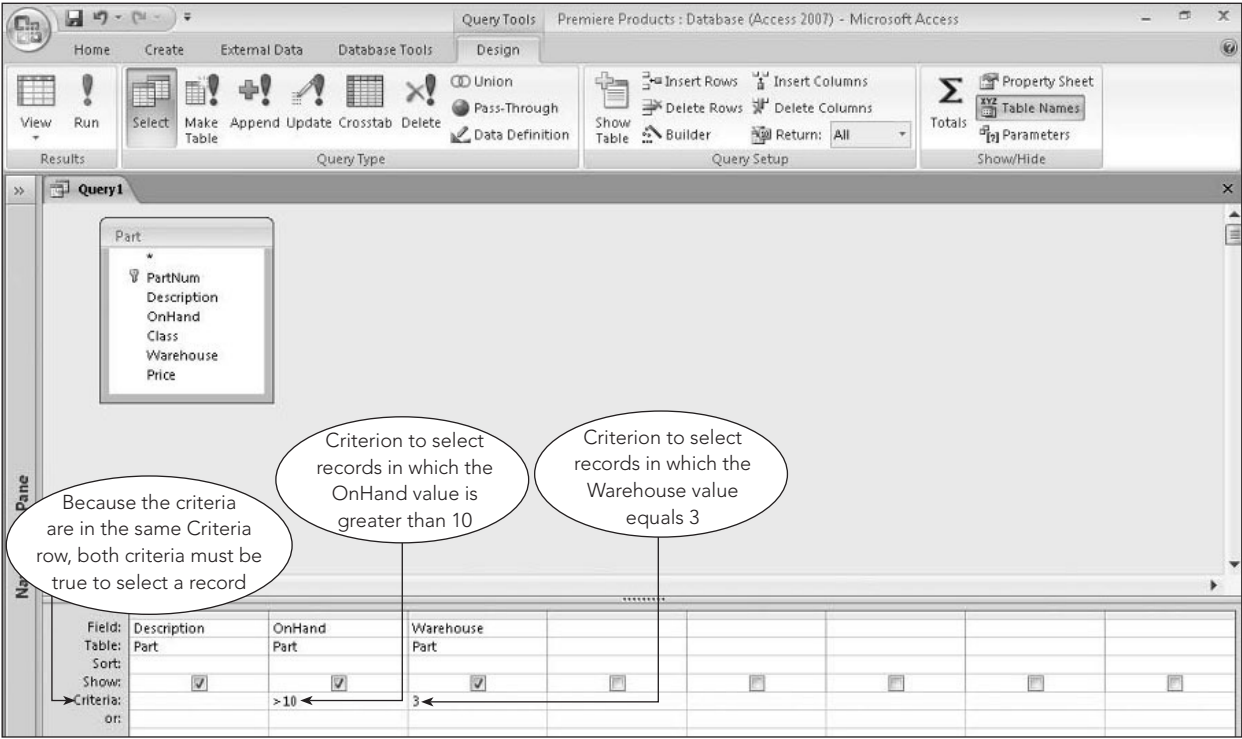 Query Tools
Premiere Products : Database (Access 2007) - Microsoft Access
Home
Create
External Data
Database Tools
Design
View
Run
Results
Select
Make
Table
Append
Update
Crosstab
Delete
Union
Pass-Through
Data Definition
Query Type
Show
Table
Insert Rows
Delete Rows
Builder
Insert Columns
Delete Columns
Return: All
Query Setup
Σ
Totals
Property Sheet
XYZ
Table Names
[?] Parameters
Show/Hide
»
Query1
Part
*
PartNum
Description
OnHand
Class
Warehouse
Price
Because the criteria
are in the same Criteria
row, both criteria must be
true to select a record
Criterion to select
records in which the
OnHand value is
greater than 10
Criterion to select
records in which the
Warehouse value
equals 3
Pane
Field: Description OnHand Warehouse
Table: Part Part Part
Sort:
Show:
Criteria: >10 3
or: